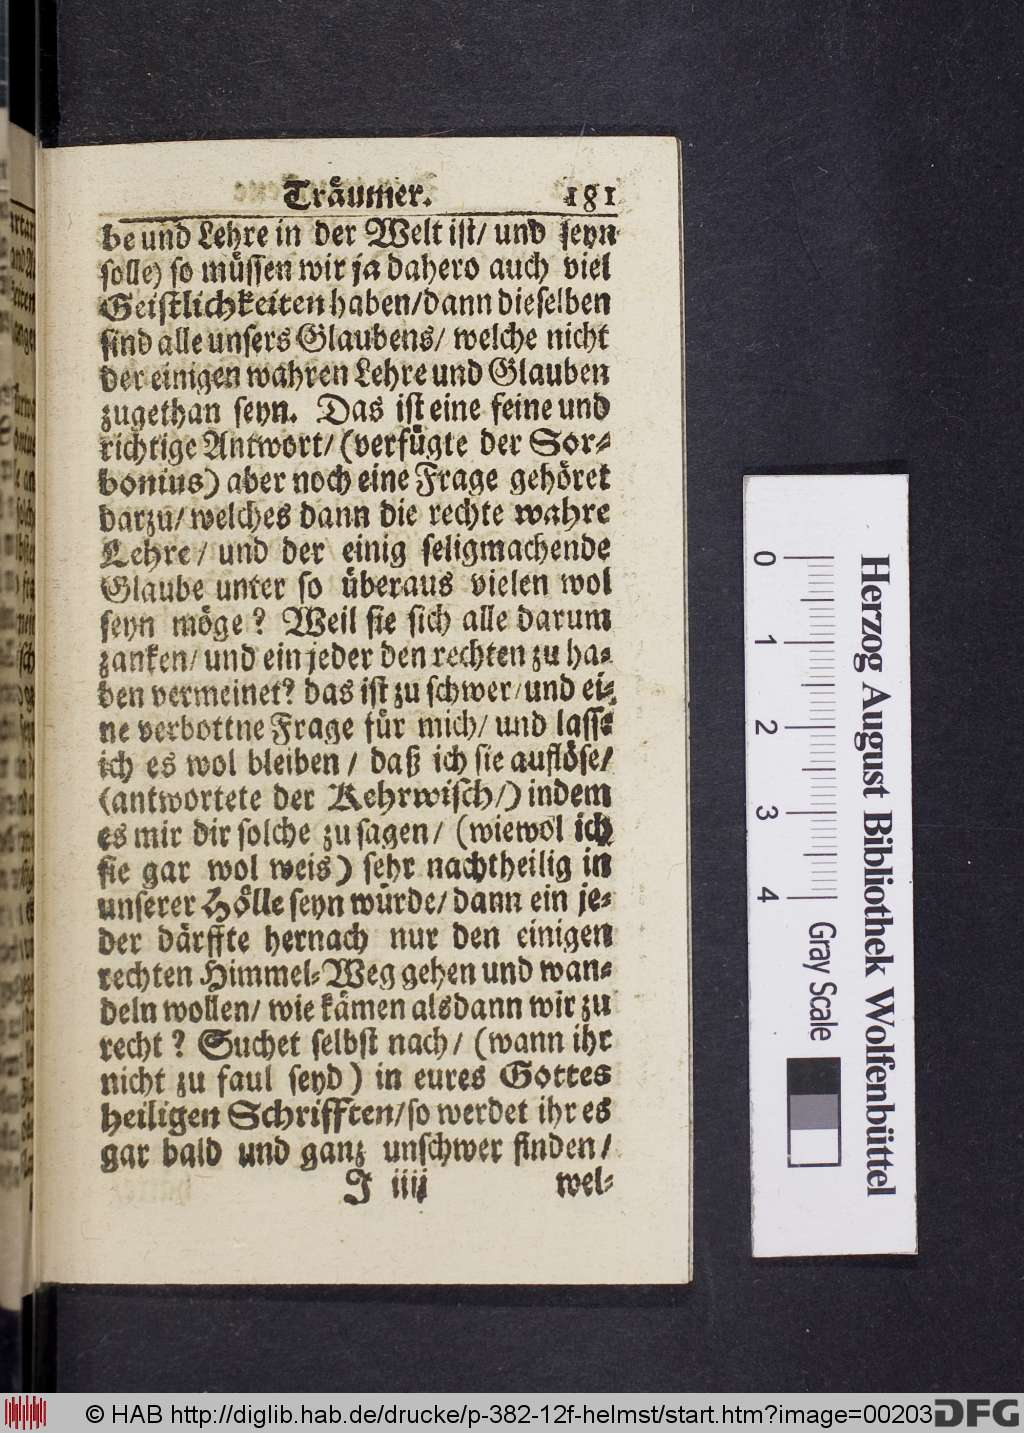 Träumer. 181
be und Lehre in der Welt ist/ und seyn
solle) so müssen wir ja dahero auch viel
Geistlichkeiten haben/dann dieselben
sind alle unsers Glaubens/ welche nicht
der einigen wahren Lehre und Glauben
zugethan seyn. Das ist eine feine und
richtige Antwort/ (verfügte der Sor-
bonius) aber noch eine Frage gehöret
darzu/ welches dann die rechte wahre
Lehre/ und der einig seligmachende
Glaube unter so überaus vielen wol
seyn möge? Weil sie sich alle darum
zanken/ und ein jeder den rechten zu ha-
ben vermeinet? das ist zu schwer/und ei-
ne verbottne Frage für mich/ und lasse
ich es wol bleiben/ daß ich sie auflöse/
(antwortete der Kehrwisch/) indem
es mir dir solche zu sagen/ (wiewol ich
sie gar wol weis) sehr nachtheilig in
unserer Hölle seyn würde/ dann ein je-
der därffte hernach nur den einigen
rechten Himmel-Weg gehen und wan-
deln wollen/ wie kämen alsdann wir zu
recht? Suchet selbst nach/ (wann ihr
nicht zu faul seyd) in eures Gottes
heiligen Schrifften/so werdet ihr es
gar bald und ganz unschwer finden/
J iiij wel-
0 1 2 3 4 Gray Scale
Herzog August Bibliothek Wolfenbüttel
© HAB http://diglib.hab.de/drucke/p-382-12f-helmst/start.htm?image=00203 DFG